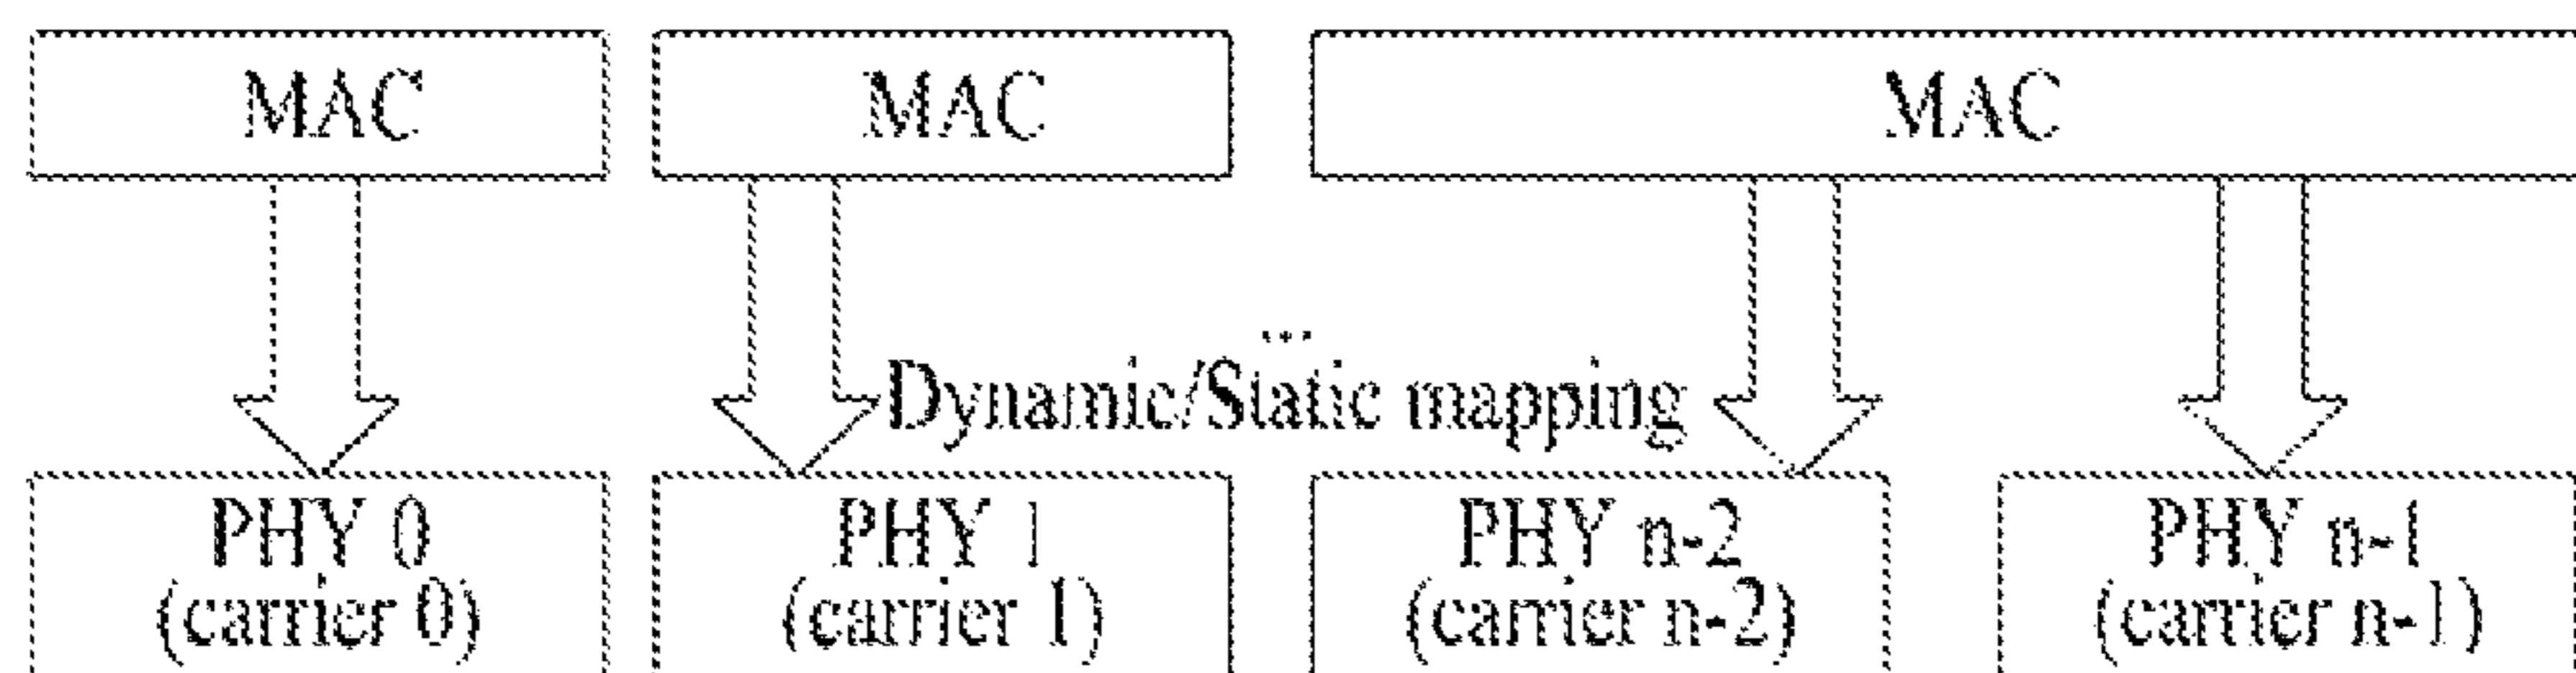 MAC MAC MAC
...
Dynamic/Static mapping
PHY 0 PHY 1 PHY n-2 PHY n-1
(carrier 0) (carrier 1) (carrier n-2) (carrier n-1)